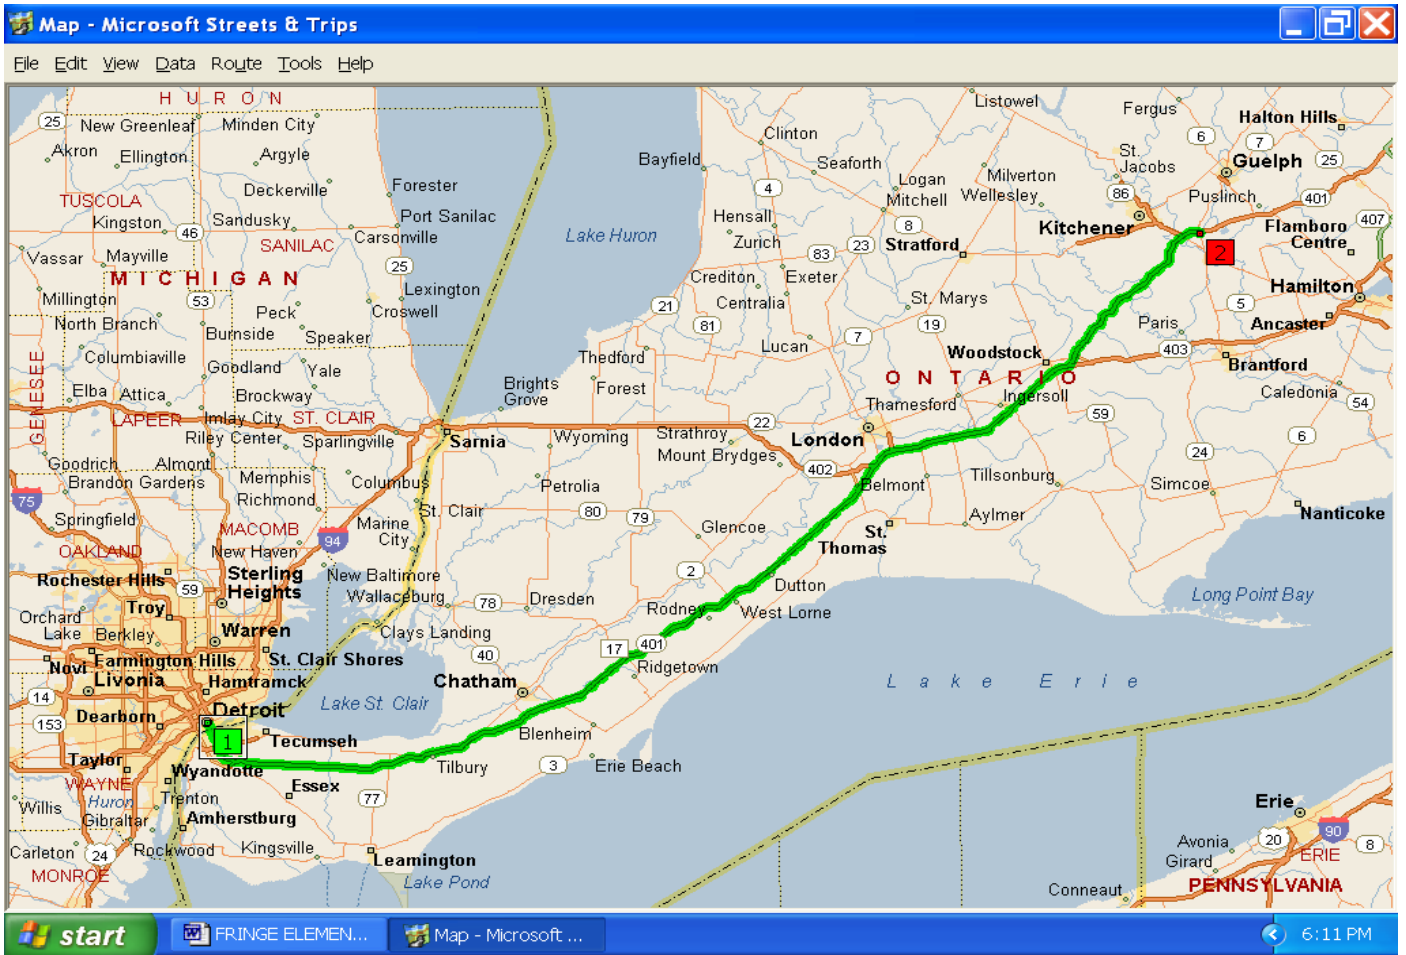 Map - Microsoft Streets & Trips
File Edit View Data Route Tools Help
H U R O N
Listowel
Fergus
Halton Hills
25
New Greenleaf
Minden City
Clinton
6
7
Akron
Ellington
Argyle
Bayfield
Seaforth
St.
Jacobs
Guelph
25
Deckerville
Forester
4
Logan
Mitchell
Milverton
Wellesley
86
Puslinch
401
TUSCOLA
Kingston
46
Sandusky
Port Sanilac
Carsonville
Lake Huron
Hensall
Zurich
8
23
Stratford
Kitchener
Flamboro
Centre
407
SANILAC
Vassar
Mayville
83
2
MICHIGAN
25
Crediton
Exeter
Hamilton
Millington
53
Lexington
Croswell
Centralia
St. Marys
5
North Branch
Peck
21
81
19
Paris
Ancaster
Burnside
Speaker
7
Columbiaville
Thedford
Lucan
Woodstock
403
Brantford
GENESEE
Goodland
Yale
Brights
Grove
Forest
ONTARIO
Caledonia
54
Elba
Attica
Brockway
Thamesford
Ingersoll
59
LAPEER
Imlay City
ST. CLAIR
22
6
Riley Center
Sparlingville
Sarnia
Wyoming
Strathroy
London
Mount Brydges
24
Goodrich
Almont
402
Brandon Gardens
Memphis
Columbus
Petrolia
Belmont
Tillsonburg
Simcoe
75
Richmond
St. Clair
80
79
Aylmer
Nanticoke
Springfield
MACOMB
94
Marine
City
Glencoe
St.
Thomas
OAKLAND
New Haven
Rochester Hills
Sterling
Heights
New Baltimore
2
Dutton
Long Point Bay
59
Wallaceburg
78
Dresden
Rodney
West Lorne
Troy
Orchard
Lake
Berkley
Warren
Clays Landing
17
401
Novi
Farmington Hills
St. Clair Shores
40
Ridgetown
Livonia
Hamtramck
Chatham
Lake Erie
14
Lake St. Clair
Dearborn
Detroit
153
1
Tecumseh
Blenheim
Taylor
Wyandotte
Tilbury
3
Erie Beach
WAYNE
Essex
77
Willis
Huron
Trenton
Erie
Gibraltar
Amherstburg
90
Carleton
24
Rockwood
Kingsville
Avonia
20
8
Leamington
Girard
ERIE
MONROE
Lake Pond
Conneaut
PENNSYLVANIA
start
FRINGE ELEMEN...
Map - Microsoft ...
6:11 PM